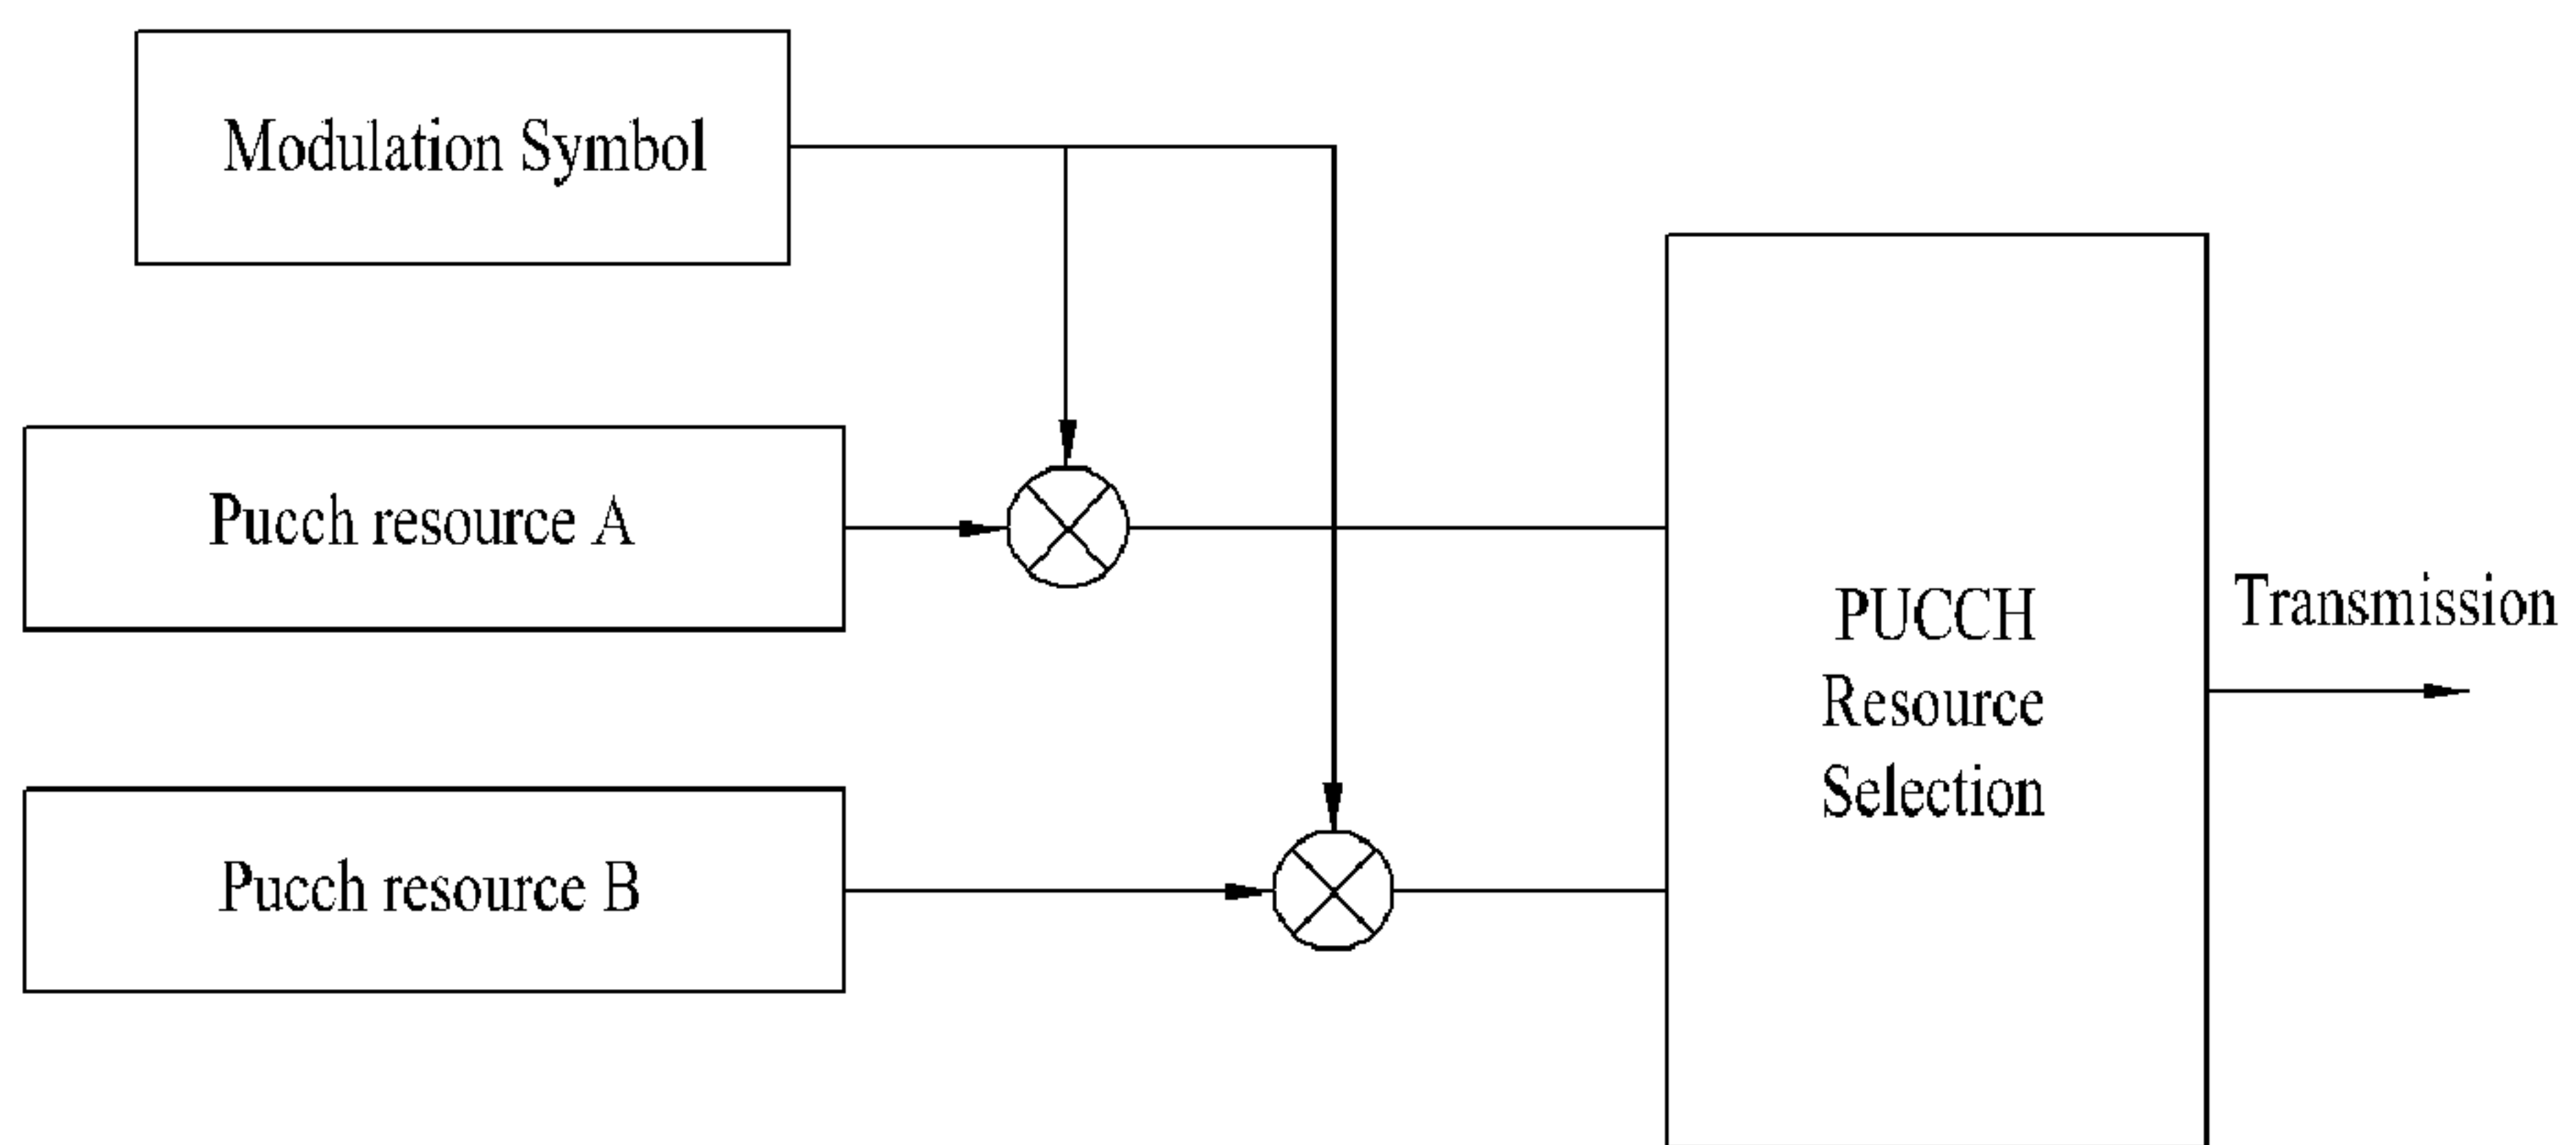 Modulation Symbol
Pucch resource A
Pucch resource B
PUCCH
Resource
Selection
Transmission